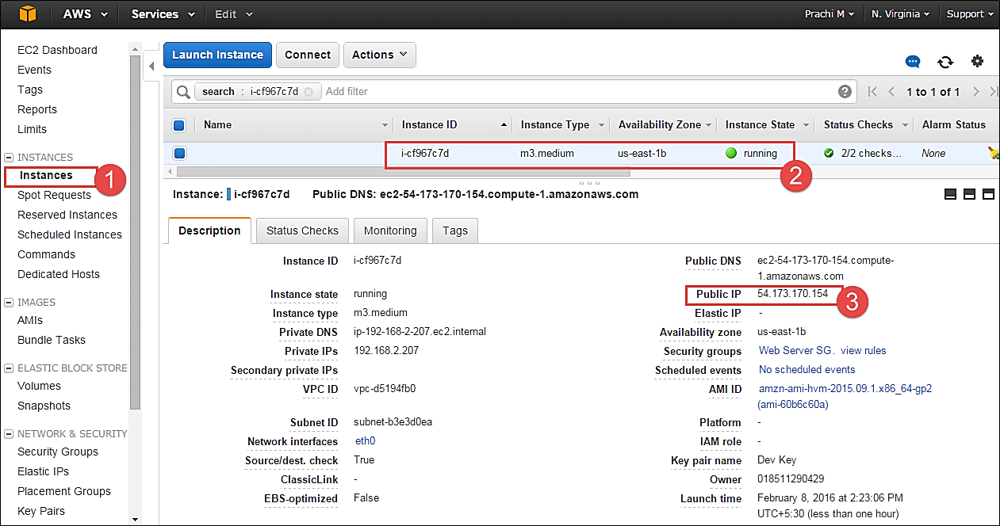 AWS Services Edit Prachi M N. Virginia Support
EC2 Dashboard
Events
Tags
Reports
Limits
INSTANCES
Instances
1
Spot Requests
Reserved Instances
Scheduled Instances
Commands
Dedicated Hosts
IMAGES
AMIs
Bundle Tasks
ELASTIC BLOCK STORE
Volumes
Snapshots
NETWORK & SECURITY
Security Groups
Elastic IPs
Placement Groups
Key Pairs
Launch Instance Connect Actions
search : i-cf967c7d Add filter ? 1 to 1 of 1
Name Instance ID Instance Type Availability Zone Instance State Status Checks Alarm Status
i-cf967c7d m3.medium us-east-1b running 2/2 checks... None
2
Instance: i-cf967c7d Public DNS: ec2-54-173-170-154.compute-1.amazonaws.com
Description Status Checks Monitoring Tags
Instance ID i-cf967c7d
Instance state running
Instance type m3.medium
Private DNS ip-192-168-2-207.ec2.internal
Private IPs 192.168.2.207
Secondary private IPs
VPC ID vpc-d5194fb0
Subnet ID subnet-b3e3d0ea
Network interfaces eth0
Source/dest. check True
ClassicLink -
EBS-optimized False
Public DNS ec2-54-173-170-154.compute-
1.amazonaws.com
Public IP 54.173.170.154
3
Elastic IP -
Availability zone us-east-1b
Security groups Web Server SG. view rules
Scheduled events No scheduled events
AMI ID amzn-ami-hvm-2015.09.1.x86_64-gp2
(ami-60b6c60a)
Platform -
IAM role -
Key pair name Dev Key
Owner 018511290429
Launch time February 8, 2016 at 2:23:06 PM
UTC+5:30 (less than one hour)